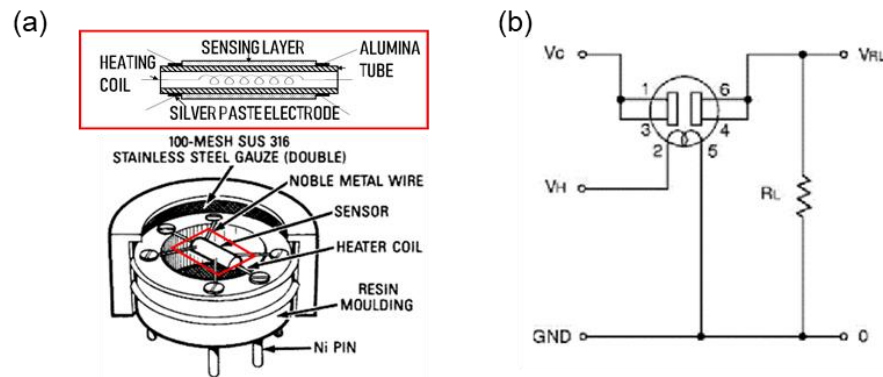 (a)
SENSING LAYER
HEATING
COIL
ALUMINA
TUBE
SILVER PASTE ELECTRODE
100-MESH SUS 316
STAINLESS STEEL GAUZE (DOUBLE)
NOBLE METAL WIRE
SENSOR
HEATER COIL
RESIN
MOULDING
Ni PIN
(b)
Vc
VRL
1
6
3
4
2
5
VH
RL
GND
0